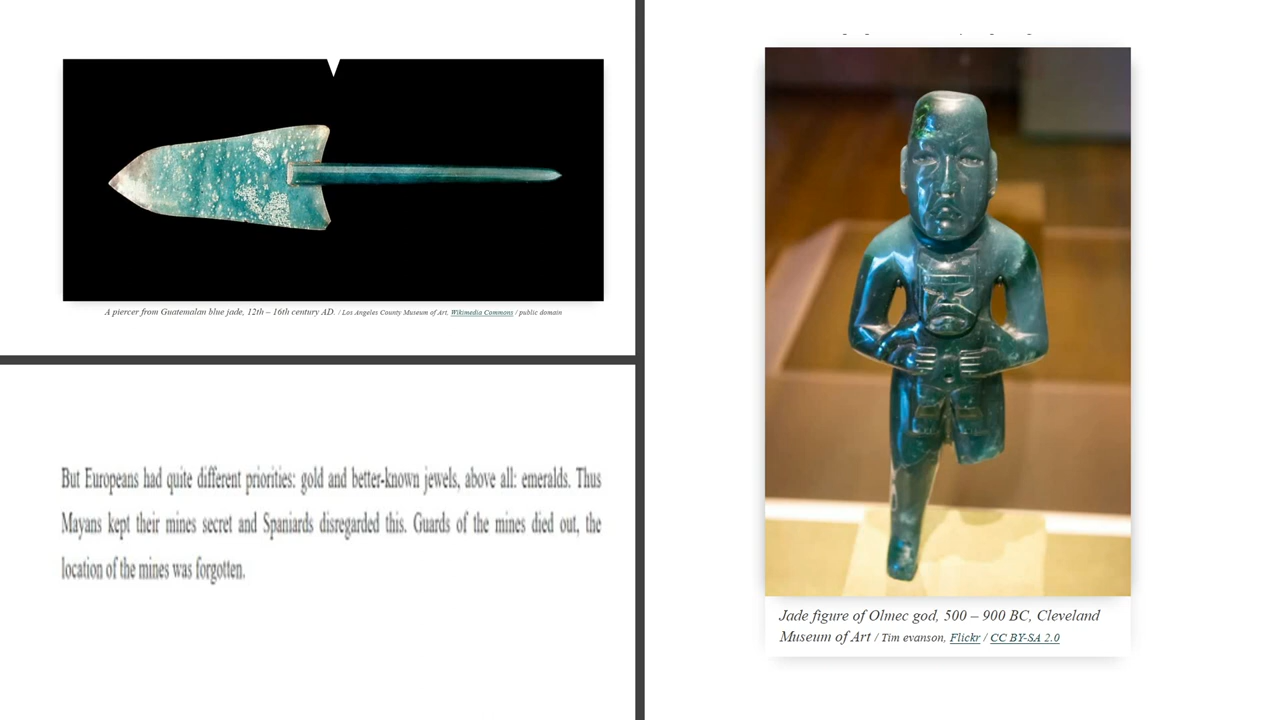 A piercer from Guatemalan blue jade, 12th – 16th century AD. / Los Angeles County Museum of Art. Wikimedia Commons / public domain
But Europeans had quite different priorities: gold and better-known jewels, above all: emeralds. Thus
Mayans kept their mines secret and Spaniards disregarded this. Guards of the mines died out, the
location of the mines was forgotten.
Jade figure of Olmec god, 500 – 900 BC, Cleveland
Museum of Art / Tim evanson, Flickr / CC BY-SA 2.0